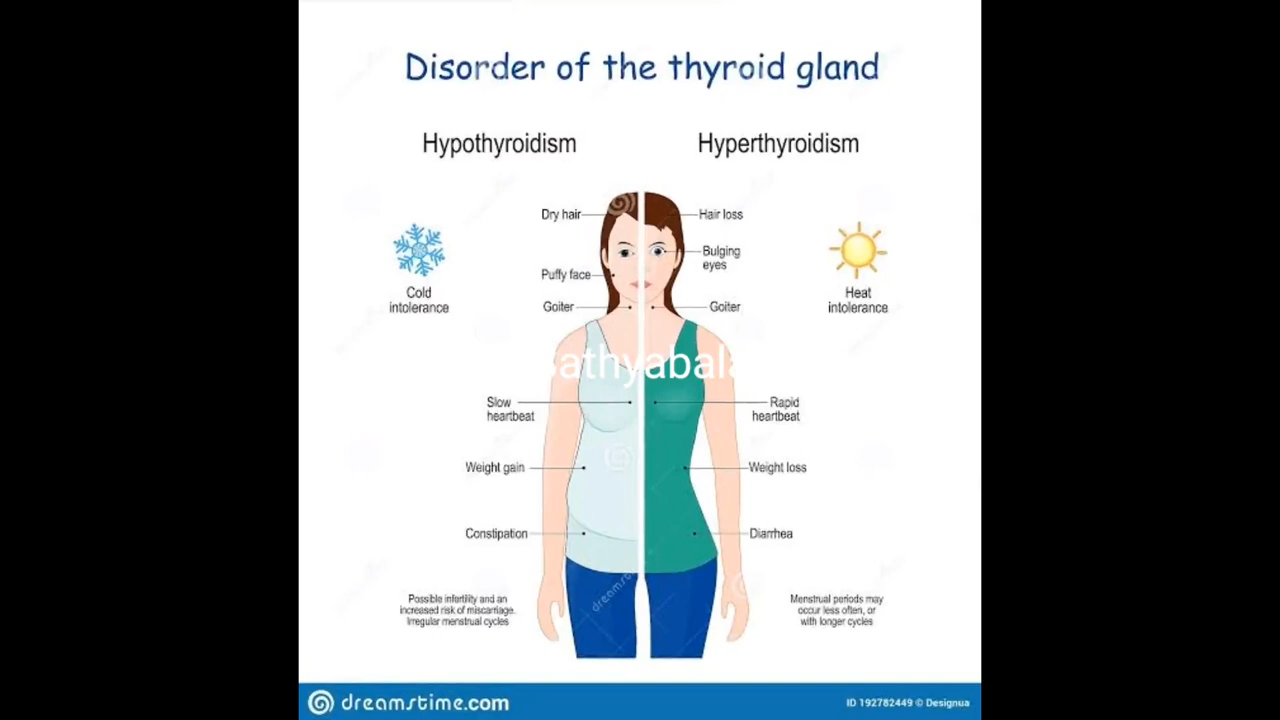 Disorder of the thyroid gland
Hypothyroidism
Hyperthyroidism
Dry hair
Hair loss
Bulging
eyes
Puffy face
Goiter
Goiter
Cold
intolerance
Heat
intolerance
sathyabala
Slow
heartbeat
Rapid
heartbeat
Weight gain
Weight loss
Constipation
Diarrhea
Possible infertility and an
increased risk of miscarriage.
Irregular menstrual cycles
Menstrual periods may
occur less often, or
with longer cycles
dreamstime.com
ID 192782449 © Designua